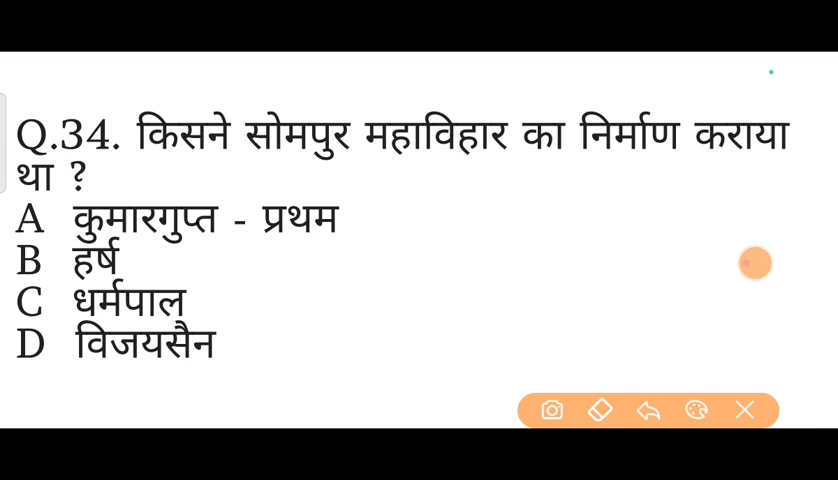 Q.34. किसने सोमपुर महाविहार का निर्माण कराया
था ?
A कुमारगुप्त - प्रथम
B हर्ष
C धर्मपाल
D विजयसैन